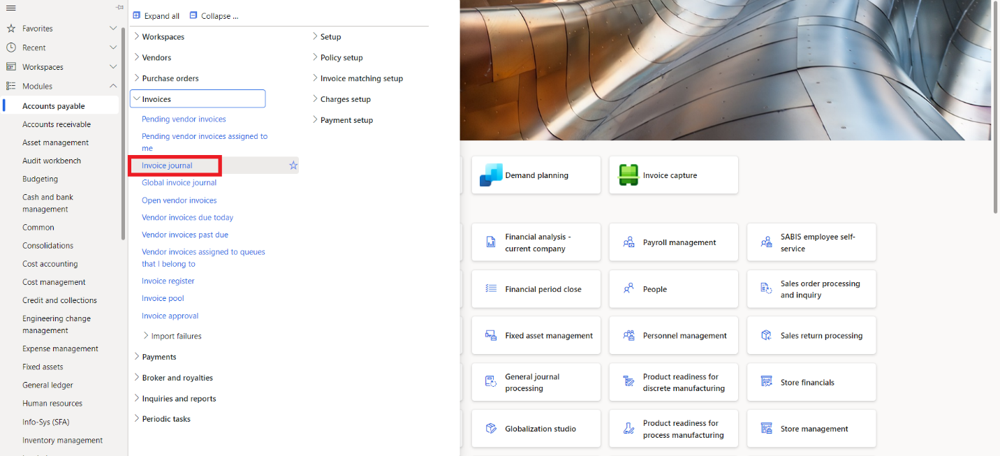 Favorites
Recent
Workspaces
Modules
Accounts payable
Accounts receivable
Asset management
Audit workbench
Budgeting
Cash and bank
management
Common
Consolidations
Cost accounting
Cost management
Credit and collections
Engineering change
management
Expense management
Fixed assets
General ledger
Human resources
Info-Sys (SFA)
Inventory management
Expand all
Collapse ...
Workspaces
Vendors
Purchase orders
Invoices
Pending vendor invoices
Pending vendor invoices assigned to
me
Invoice journal
Global invoice journal
Open vendor invoices
Vendor invoices due today
Vendor invoices past due
Vendor invoices assigned to queues
that I belong to
Invoice register
Invoice pool
Invoice approval
Import failures
Payments
Broker and royalties
Inquiries and reports
Periodic tasks
Setup
Policy setup
Invoice matching setup
Charges setup
Payment setup
Demand planning
Invoice capture
Financial analysis -
current company
Payroll management
SABIS employee self-
service
Financial period close
People
Sales order processing
and inquiry
Fixed asset management
Personnel management
Sales return processing
General journal
processing
Product readiness for
discrete manufacturing
Store financials
Globalization studio
Product readiness for
process manufacturing
Store management